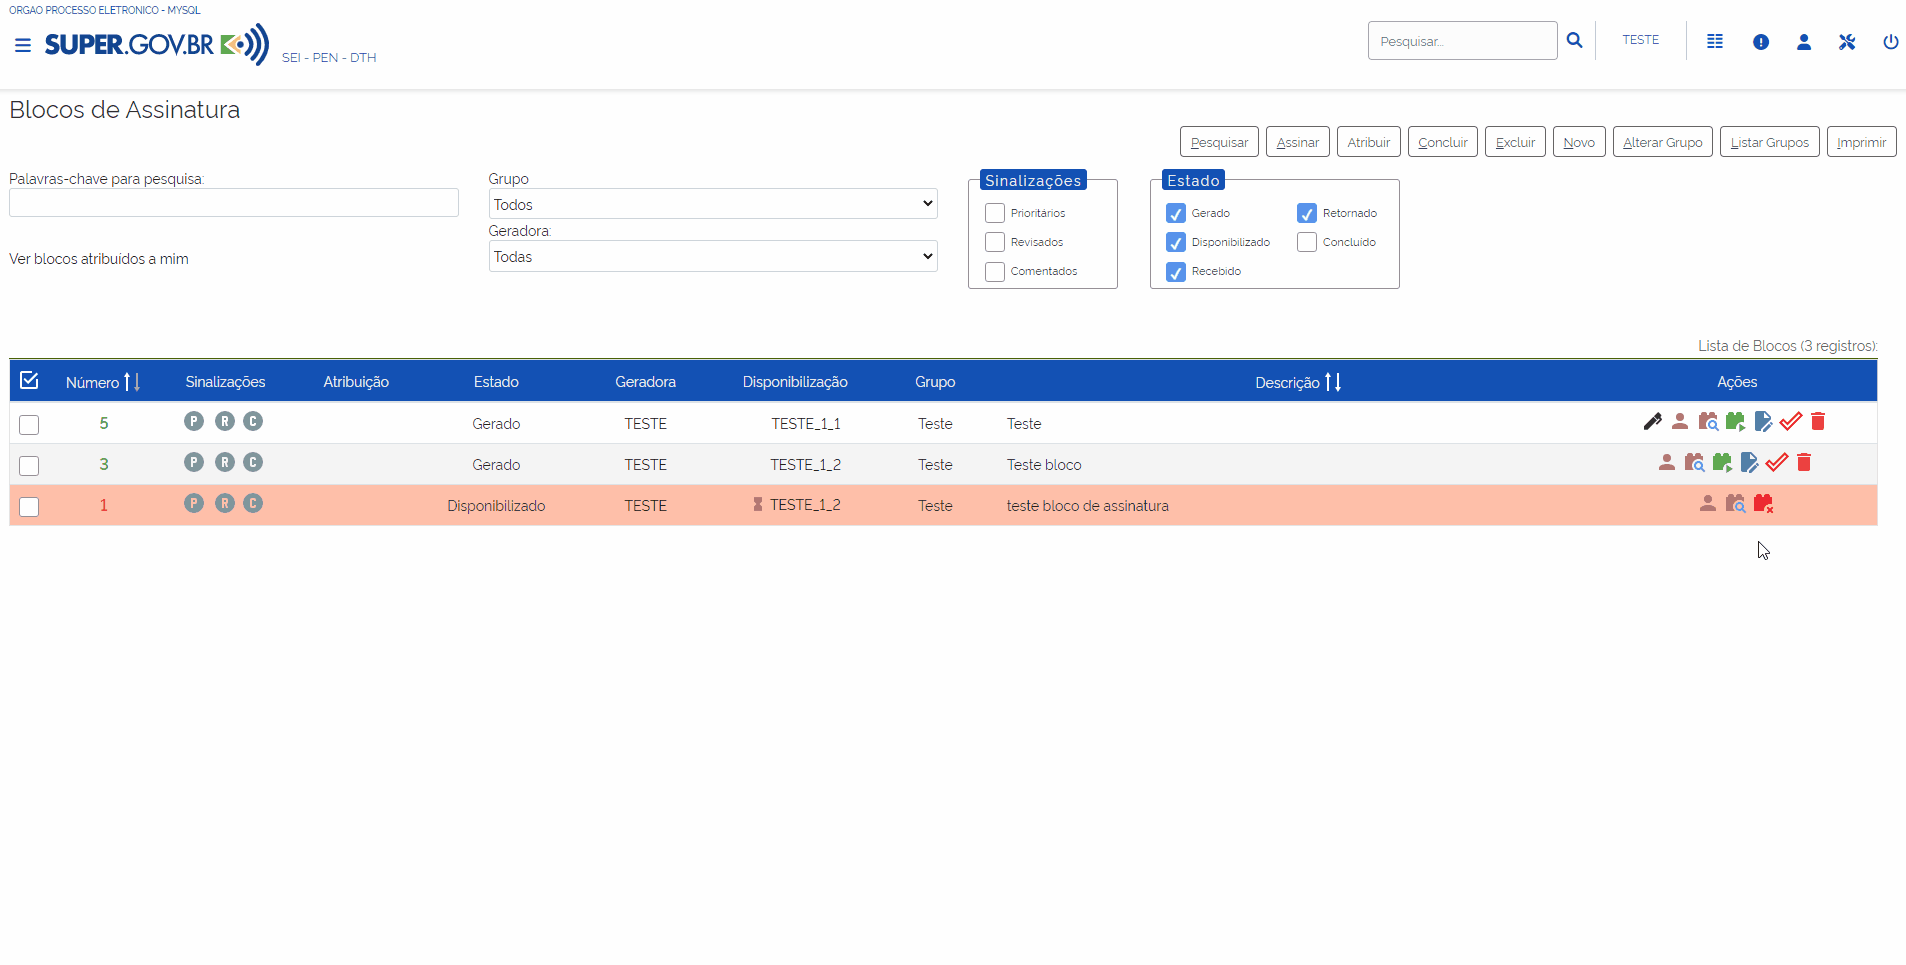 ORGAO PROCESSO ELETRONICO - MYSQL
SUPER.GOV.BR
SEI - PEN - DTH
Pesquisar...
TESTE
Blocos de Assinatura
Pesquisar
Assinar
Atribuir
Concluir
Excluir
Novo
Alterar Grupo
Listar Grupos
Imprimir
Palavras-chave para pesquisa:
Grupo
Todos
Geradora:
Todas
Ver blocos atribuídos a mim
Sinalizações
Prioritários
Revisados
Comentados
Estado
Gerado
Retornado
Disponibilizado
Concluído
Recebido
Lista de Blocos (3 registros):
Número Sinalizações Atribuição Estado Geradora Disponibilização Grupo Descrição Ações
5 P R C Gerado TESTE TESTE_1_1 Teste Teste
3 P R C Gerado TESTE TESTE_1_2 Teste Teste bloco
1 P R C Disponibilizado TESTE TESTE_1_2 Teste teste bloco de assinatura